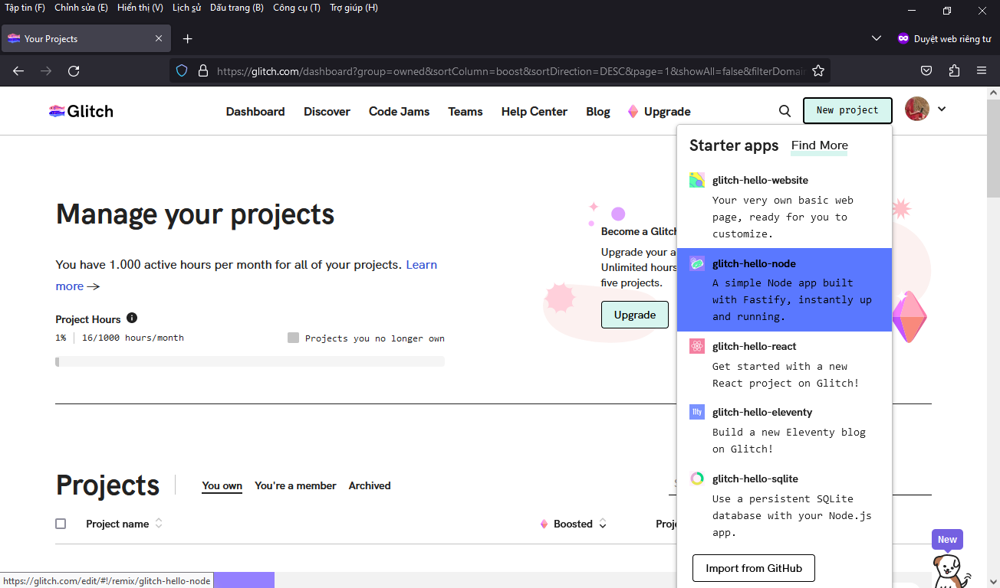 Tập tin (F) Chỉnh sửa (E) Hiển thị (V) Lịch sử Dấu trang (B) Công cụ (T) Trợ giúp (H)
Your Projects
Duyệt web riêng tư
https://glitch.com/dashboard?group=owned&sortColumn=boost&sortDirection=DESC&page=1&showAll=false&filterDomain
Glitch
Dashboard Discover Code Jams Teams Help Center Blog Upgrade
New project
Starter apps Find More
glitch-hello-website
Your very own basic web
page, ready for you to
customize.
glitch-hello-node
A simple Node app built
with Fastify, instantly up
and running.
glitch-hello-react
Get started with a new
React project on Glitch!
glitch-hello-eleventy
Build a new Eleventy blog
on Glitch!
glitch-hello-sqlite
Use a persistent SQLite
database with your Node.js
app.
Import from GitHub
Manage your projects
You have 1.000 active hours per month for all of your projects. Learn
more →
Project Hours
1% 16/1000 hours/month
Projects you no longer own
Become a Glitch
Upgrade your a
Unlimited hours
five projects.
Upgrade
Projects
You own You're a member Archived
Project name
Boosted
Proje
New
https://glitch.com/edit/#!/remix/glitch-hello-node